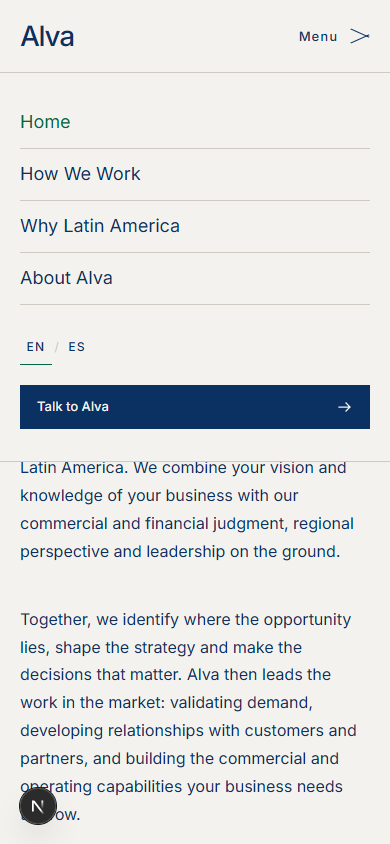 Alva
Menu
Home
How We Work
Why Latin America
About Alva
EN / ES
Talk to Alva
Latin America. We combine your vision and
knowledge of your business with our
commercial and financial judgment, regional
perspective and leadership on the ground.
Together, we identify where the opportunity
lies, shape the strategy and make the
decisions that matter. Alva then leads the
work in the market: validating demand,
developing relationships with customers and
partners, and building the commercial and
operating capabilities your business needs
N